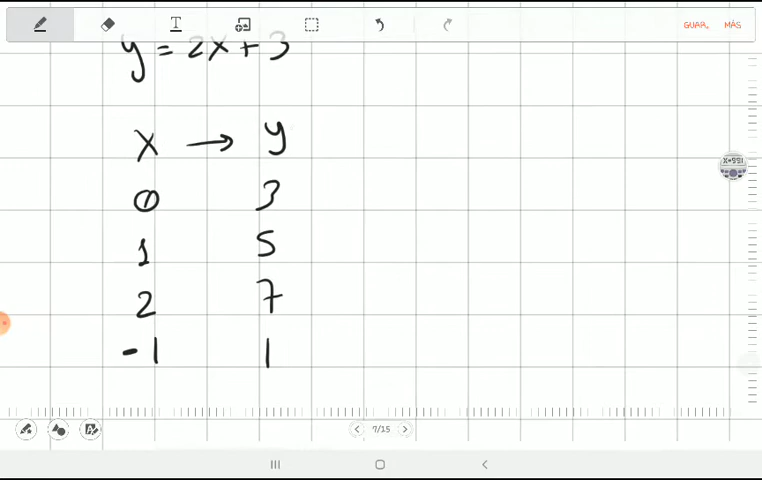 T
GUAR. MÁS
y = 2x + 3
x → y
0 3
1 5
2 7
-1 1
7/15